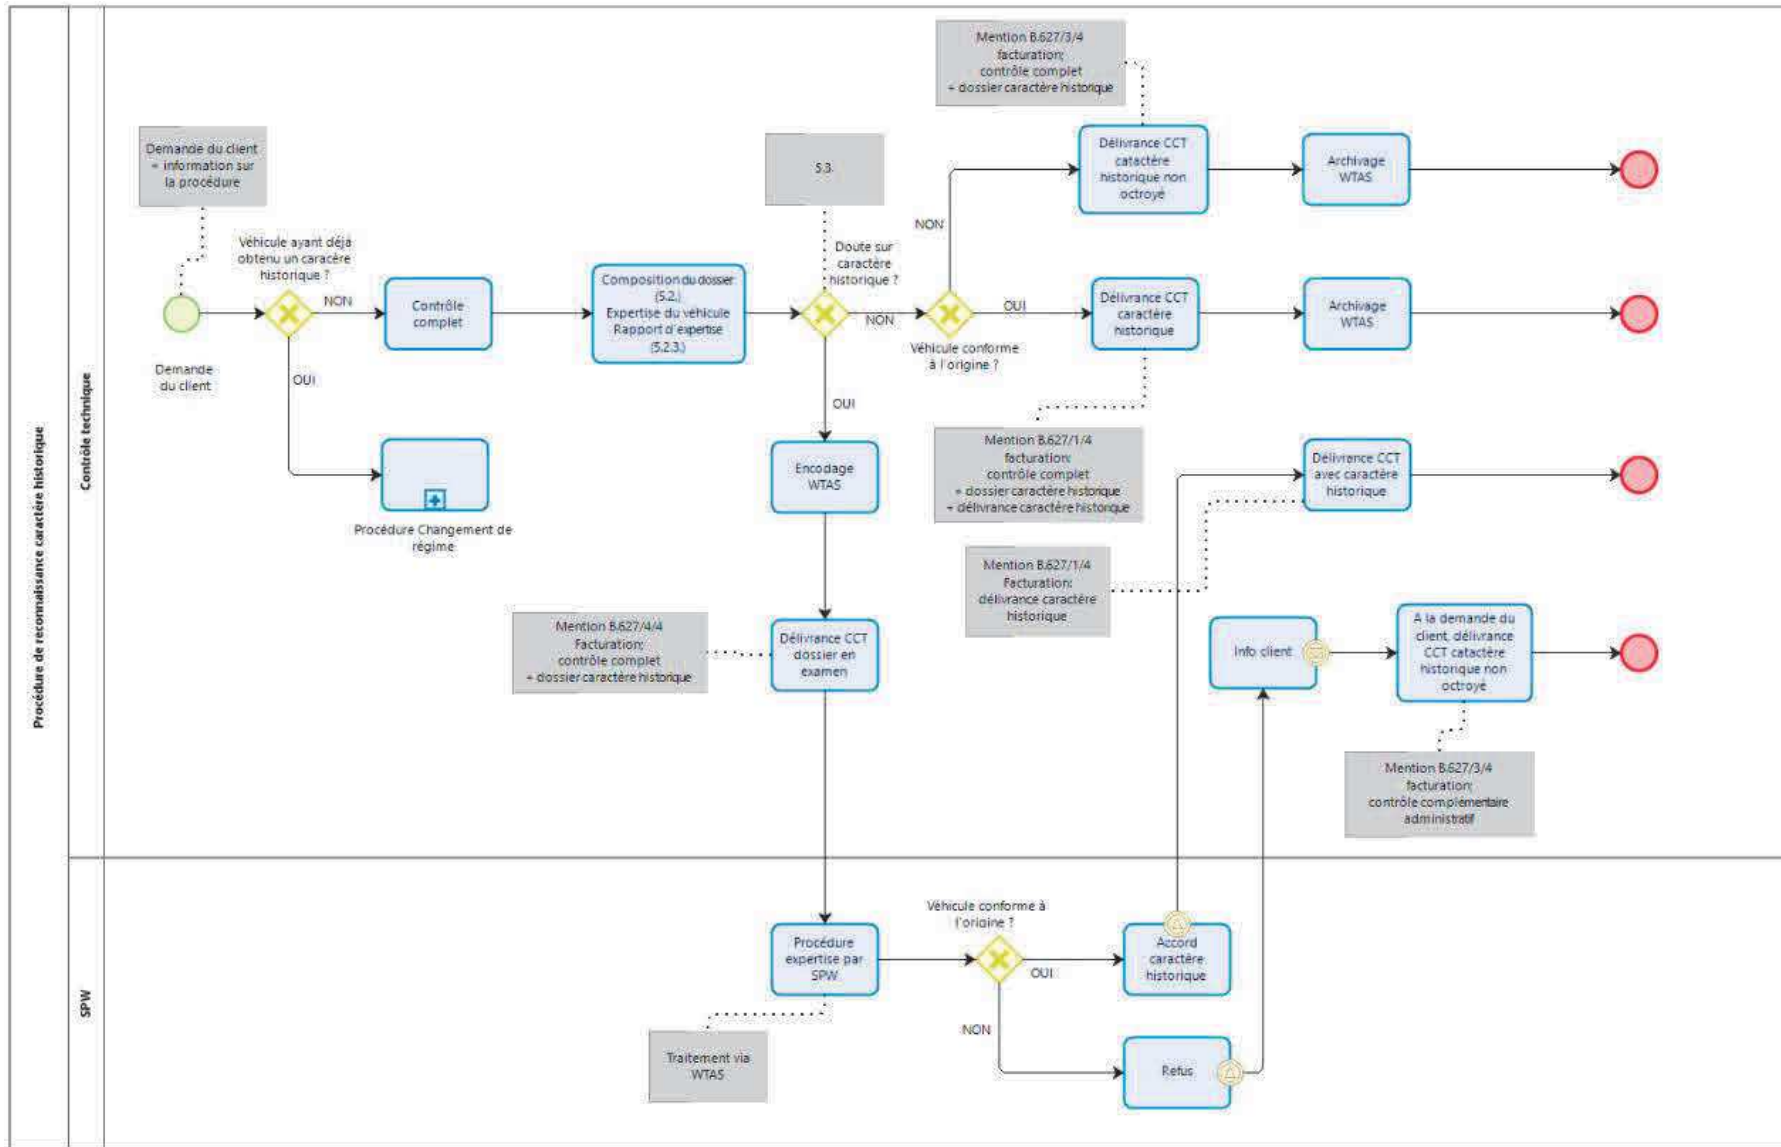 Procédure de reconnaissance caractère historique
Contrôle technique
SPW
Demande du client
+ information sur
la procédure
Demande
du client
Véhicule ayant déjà
obtenu un caracère
historique ?
NON
OUI
Procédure Changement de
régime
Contrôle
complet
Composition du dossier
(5.2.)
Expertise du véhicule
Rapport d'expertise
(5.2.3.)
5.3.
Doute sur
caractère
historique ?
NON
OUI
Véhicule conforme
à l'origine ?
NON
OUI
Mention B.627/3/4
facturation;
contrôle complet
+ dossier caractère historique
Délivrance CCT
catactère
historique non
octroyé
Archivage
WTAS
Délivrance CCT
caractère
historique
Archivage
WTAS
Mention B.627/1/4
facturation;
contrôle complet
+ dossier caractère historique
+ délivrance caractère historique
Encodage
WTAS
Délivrance CCT
avec caractère
historique
Mention B.627/1/4
Facturation;
délivrance caractère
historique
Mention B.627/4/4
Facturation;
contrôle complet
+ dossier caractère historique
Délivrance CCT
dossier en
examen
Info client
A la demande du
client, délivrance
CCT catactère
historique non
octroyé
Mention B.627/3/4
facturation;
contrôle complémentaire
administratif
Procédure
expertise par
SPW
Traitement via
WTAS
Véhicule conforme à
l'origine ?
OUI
NON
Accord
caractère
historique
Refus